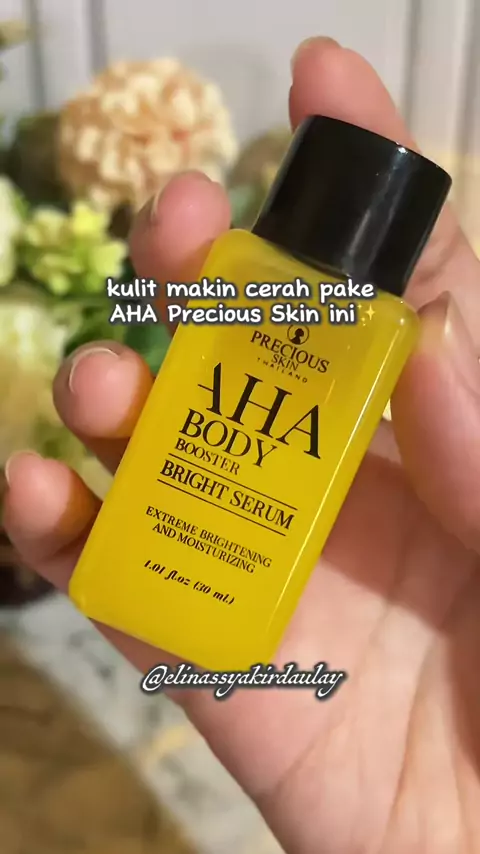 kulit makin cerah pake
AHA Precious Skin ini✨
PRECIOUS
SKIN
THAILAND
AHA
BODY
BOOSTER
BRIGHT SERUM
EXTREME BRIGHTENING
AND MOISTURIZING
1.01 fl.oz (30 ml.)
@elinassyakirdaulay